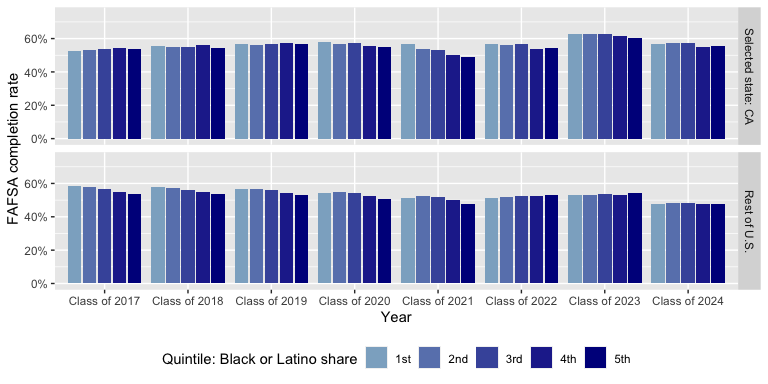 FAFSA completion rate
60%
40%
20%
0%
Selected state: CA
60%
40%
20%
0%
Rest of U.S.
Class of 2017 Class of 2018 Class of 2019 Class of 2020 Class of 2021 Class of 2022 Class of 2023 Class of 2024
Year
Quintile: Black or Latino share 1st 2nd 3rd 4th 5th